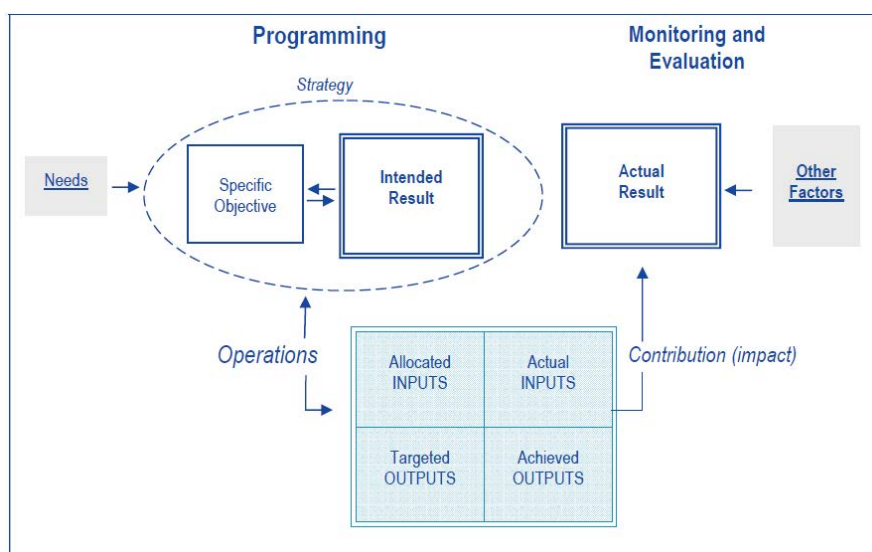 Programming
Monitoring and
Evaluation
Strategy
Needs
Specific
Objective
Intended
Result
Actual
Result
Other
Factors
Operations
Allocated
INPUTS
Actual
INPUTS
Contribution (impact)
Targeted
OUTPUTS
Achieved
OUTPUTS